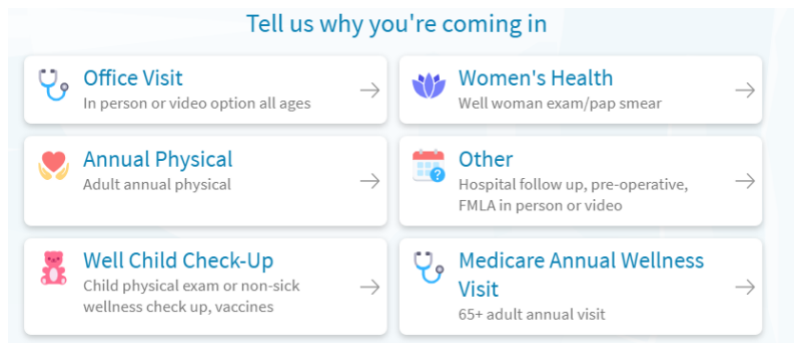 Tell us why you're coming in
Office Visit
In person or video option all ages
Women's Health
Well woman exam/pap smear
Annual Physical
Adult annual physical
Other
Hospital follow up, pre-operative,
FMLA in person or video
Well Child Check-Up
Child physical exam or non-sick
wellness check up, vaccines
Medicare Annual Wellness
Visit
65+ adult annual visit